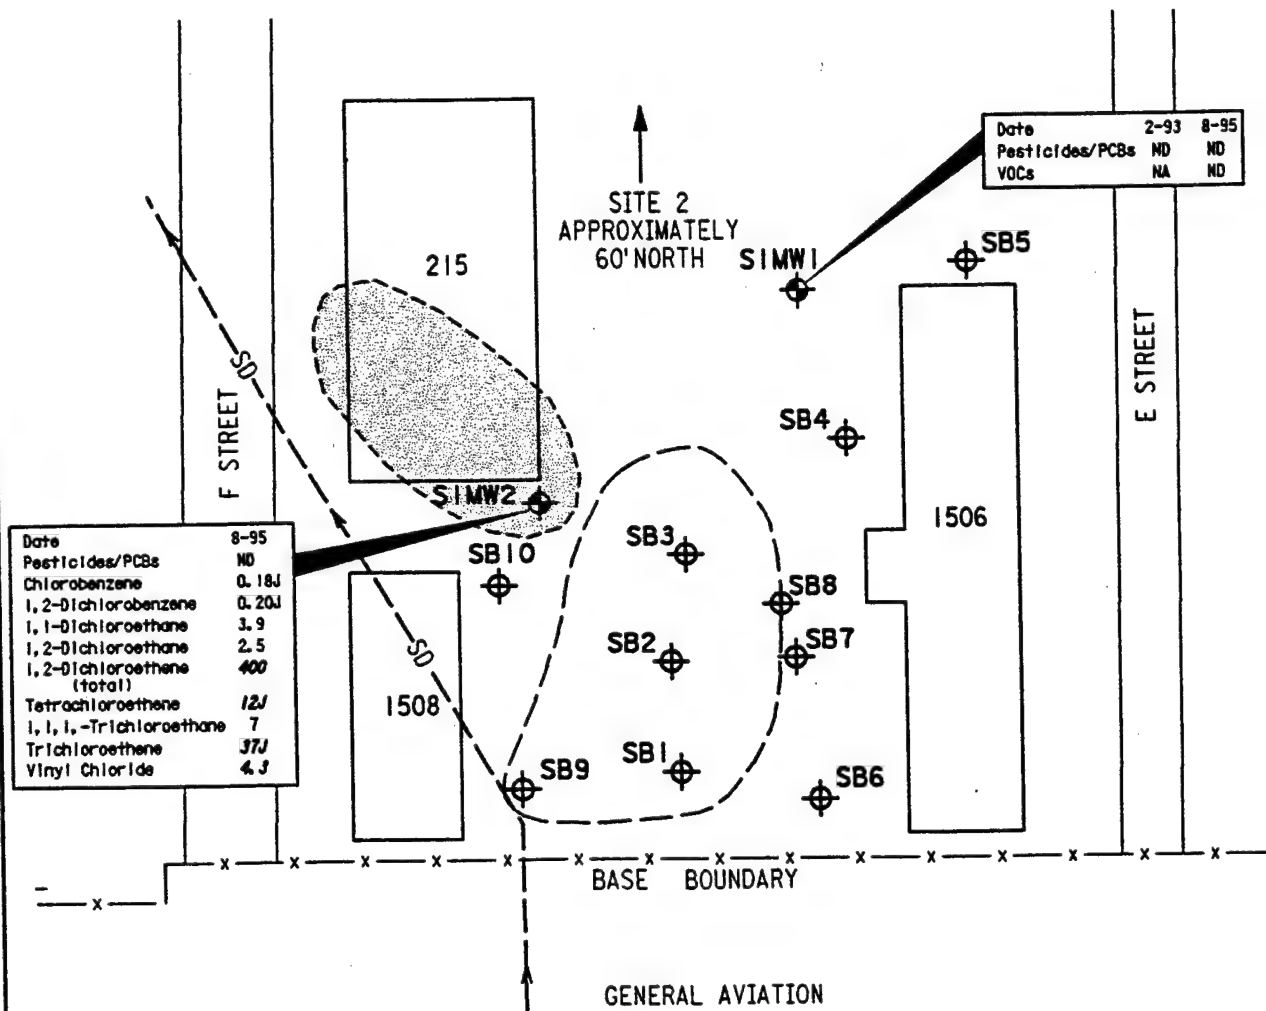 Date 2-93 8-95
Pesticides/PCBs ND ND
VOCs NA ND
SITE 2
APPROXIMATELY
60' NORTH
S1MW1
SB5
215
SD
F STREET
E STREET
SB4
S1MW2
1506
SB3
SB10
SB8
SB7
SB2
SD
1508
SB1
SB9
SB6
Date 8-95
Pesticides/PCBs ND
Chlorobenzene 0.18J
1,2-Dichlorobenzene 0.20J
1,1-Dichloroethane 3.9
1,2-Dichloroethane 2.5
1,2-Dichloroethene 400
(total)
Tetrachloroethene 12J
1,1,1,-Trichloroethane 7
Trichloroethene 37J
Vinyl Chloride 4.3
x x x x x x x x x x x x x x x
BASE BOUNDARY
x
GENERAL AVIATION